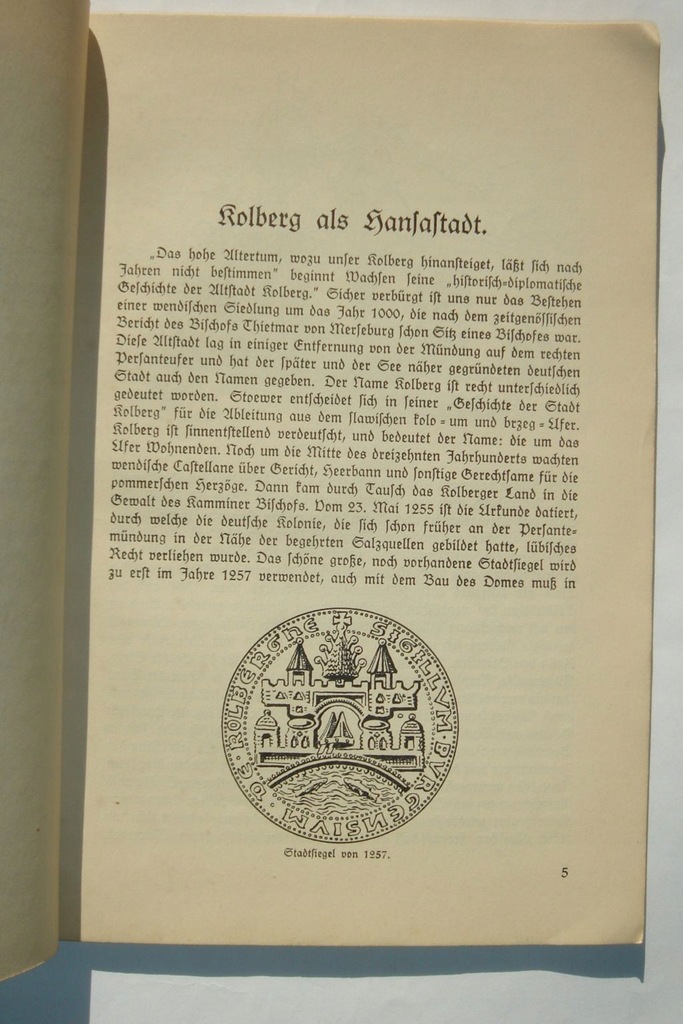 Kolberg als Hansastadt.
„Das hohe Altertum, wozu unser Kolberg hinansteiget, läßt sich nach
Jahren nicht bestimmen" beginnt Wachsen seine „historisch-diplomatische
Geschichte der Altstadt Kolberg." Sicher verbürgt ist uns nur das Bestehen
einer wendischen Siedlung um das Jahr 1000, die nach dem zeitgenössischen
Bericht des Bischofs Thietmar von Merseburg schon Sitz eines Bischofes war.
Diese Altstadt lag in einiger Entfernung von der Mündung auf dem rechten
Persanteufer und hat der später und der See näher gegründeten deutschen
Stadt auch den Namen gegeben. Der Name Kolberg ist recht unterschiedlich
gedeutet worden. Stoewer entscheidet sich in seiner „Geschichte der Stadt
Kolberg" für die Ableitung aus dem slawischen kolo = um und brzeg = Ufer.
Kolberg ist sinnentstellend verdeutscht, und bedeutet der Name: die um das
Ufer Wohnenden. Noch um die Mitte des dreizehnten Jahrhunderts wachten
wendische Castellane über Gericht, Heerbann und sonstige Gerechtsame für die
pommerschen Herzöge. Dann kam durch Tausch das Kolberger Land in die
Gewalt des Kamminer Bischofs. Vom 23. Mai 1255 ist die Urkunde datiert,
durch welche die deutsche Kolonie, die sich schon früher an der Persante-
mündung in der Nähe der begehrten Salzquellen gebildet hatte, lübisches
Recht verliehen wurde. Das schöne große, noch vorhandene Stadtsiegel wird
zu erst im Jahre 1257 verwendet, auch mit dem Bau des Domes muß in
SIGILLVM·BVRGENSIVM·DE·KOLBERCHE
Stadtsiegel von 1257.
5